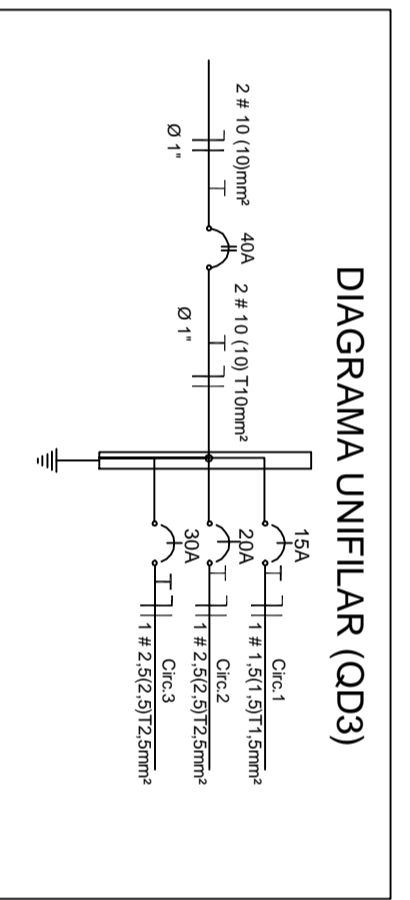 DIAGRAMA UNIFILAR (QD3)
2 # 10 (10)mm²
Ø 1"
40A
2 # 10 (10) T10mm²
Ø 1"
15A
Circ.1
1 # 1,5(1,5)T1,5mm²
20A
Circ.2
1 # 2,5(2,5)T2,5mm²
30A
Circ.3
1 # 2,5(2,5)T2,5mm²